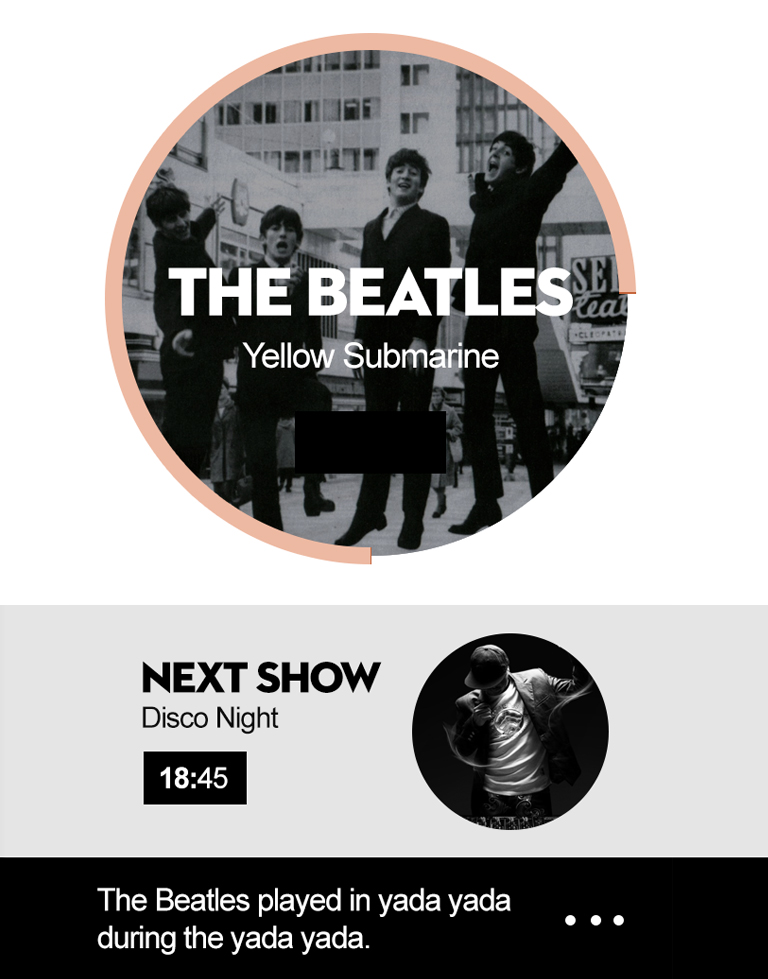 THE BEATLES
Yellow Submarine
NEXT SHOW
Disco Night
18:45
The Beatles played in yada yada
during the yada yada.